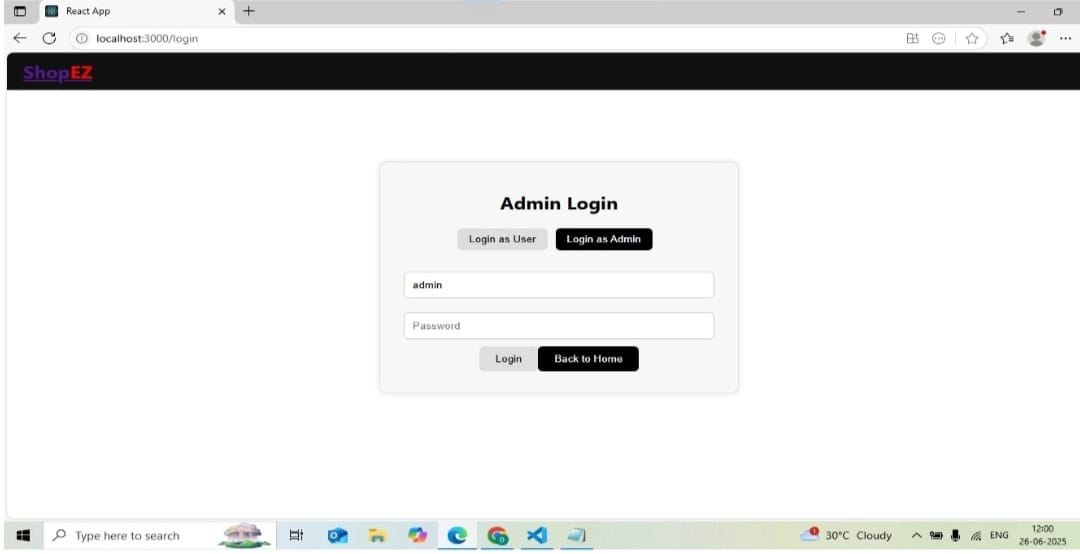 React App
localhost:3000/login
ShopEZ
Admin Login
Login as User Login as Admin
admin
Password
Login Back to Home
Type here to search
30°C Cloudy
ENG
12:00
26-06-2025